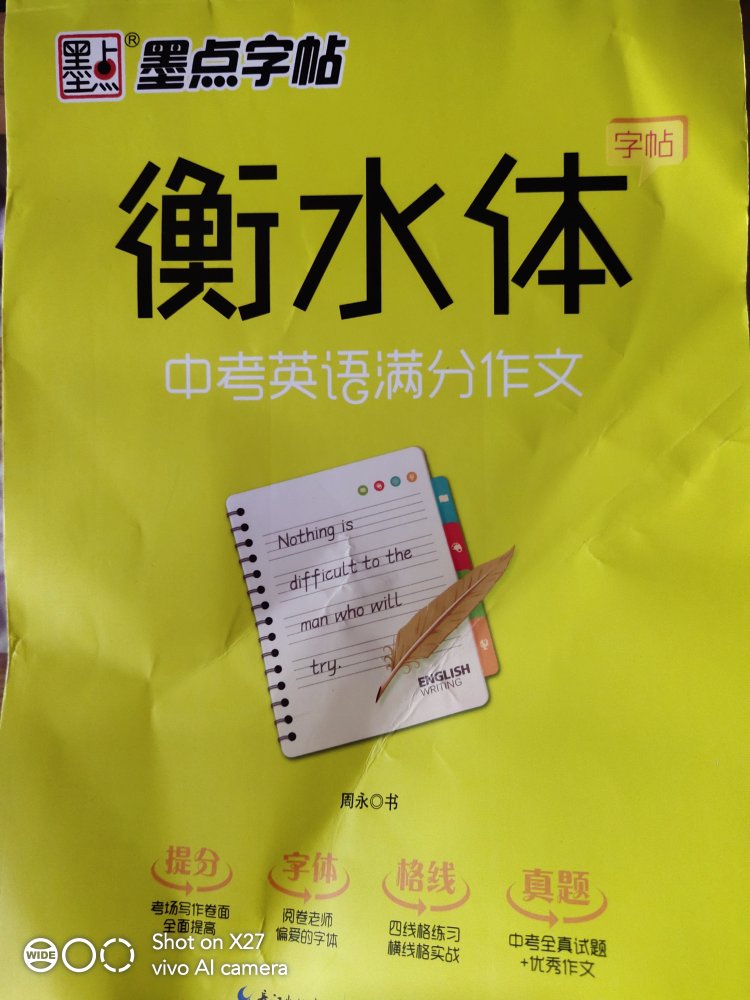 墨点®
墨点字帖
字帖
衡水体
中考英语满分作文
Nothing is
difficult to the
man who will
try.
ENGLISH
WRITING
周永◎书
提分
考场写作卷面
全面提高
字体
阅卷老师
偏爱的字体
格线
四线格练习
横线格实战
真题
中考全真试题
+优秀作文
WIDE
Shot on X27
vivo AI camera